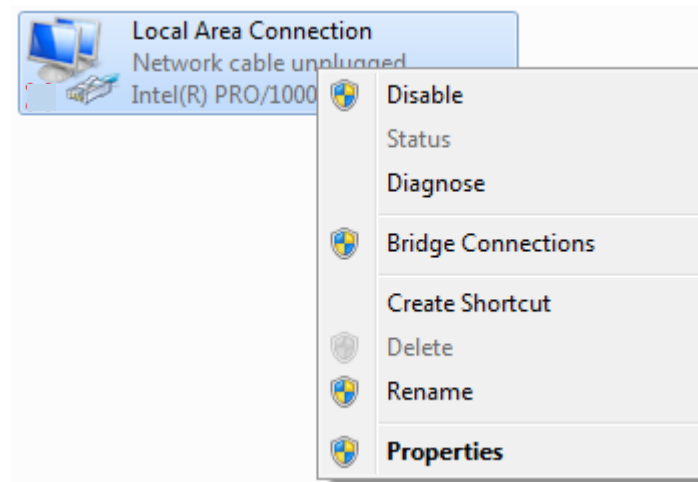 Local Area Connection
Network cable unplugged
Intel(R) PRO/1000
Disable
Status
Diagnose
Bridge Connections
Create Shortcut
Delete
Rename
Properties